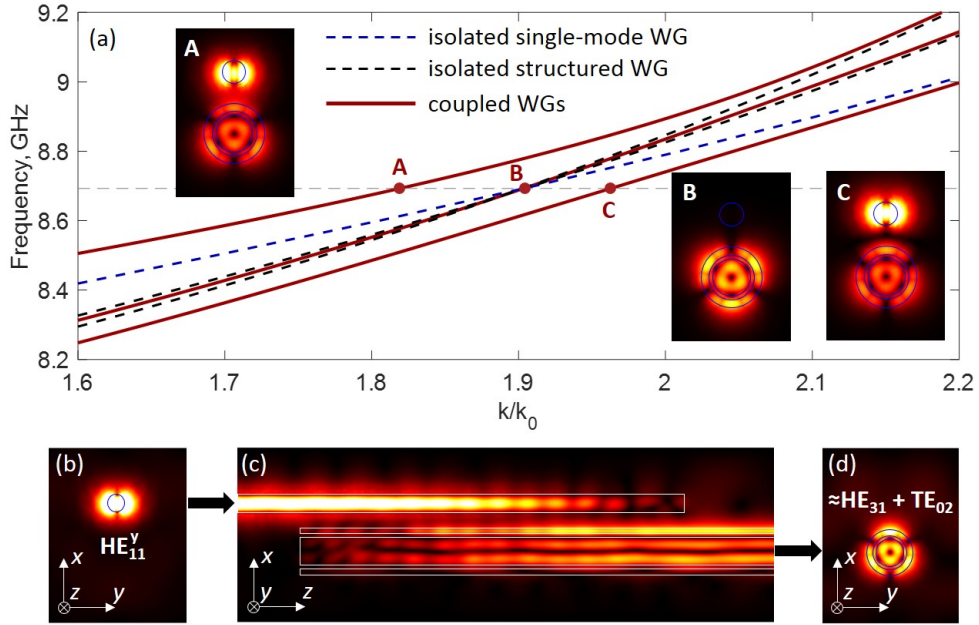 9.2
9
8.8
8.6
8.4
8.2
Frequency, GHz
(a)
A
isolated single-mode WG
isolated structured WG
coupled WGs
A
B
C
B
C
1.6
1.7
1.8
1.9
2
2.1
2.2
k/k₀
(b)
HE₁₁ʸ
x
z
y
(c)
x
y
z
(d)
≈HE₃₁ + TE₀₂
x
z
y